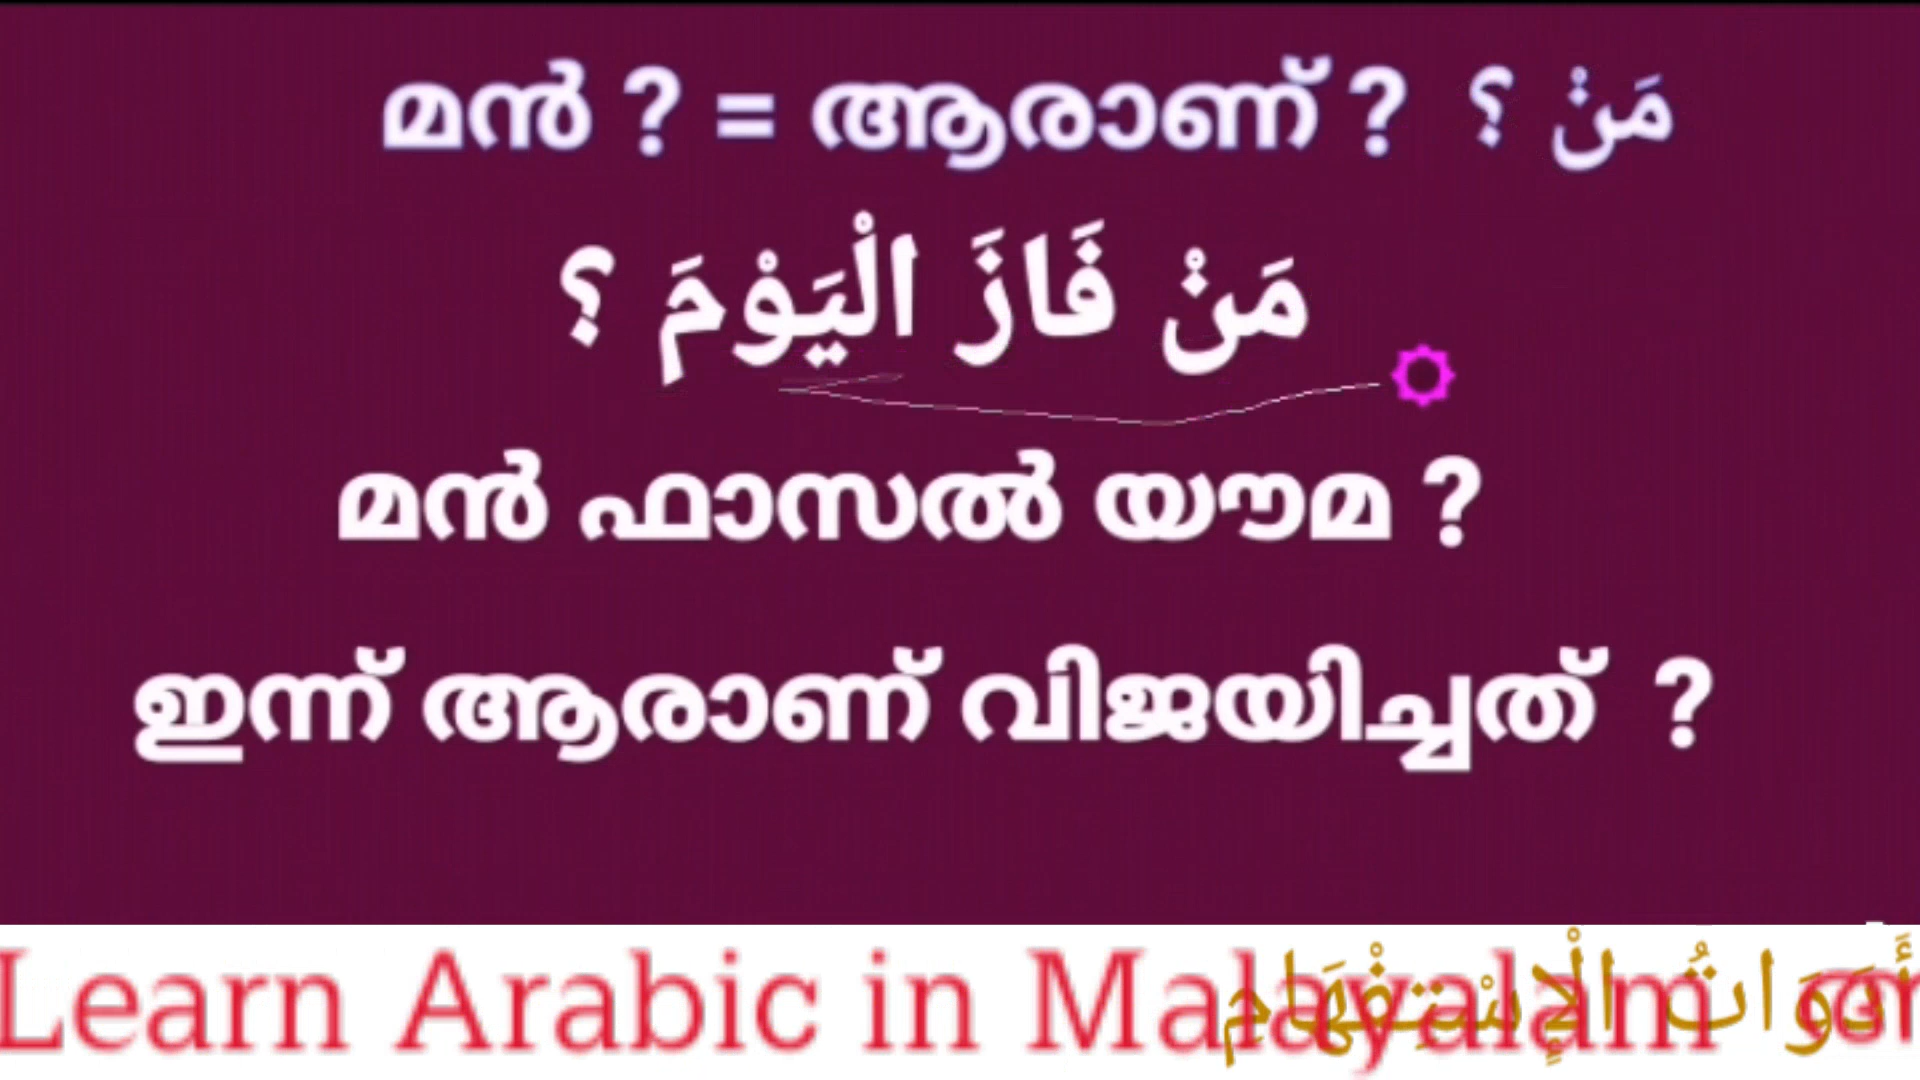 മൻ ? = ആരാണ് ? مَنْ ؟
مَنْ فَازَ الْيَوْمَ ؟
മൻ ഫാസൽ യൗമ ?
ഇന്ന് ആരാണ് വിജയിച്ചത് ?
Learn Arabic in Malayalam
أَدَوَاتُ الْإِسْتِفْهَامِ